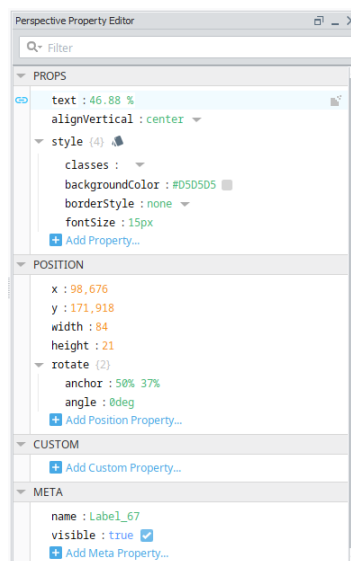 Perspective Property Editor
Filter
PROPS
text : 46.88 %
alignVertical : center
style {4}
classes :
backgroundColor : #D5D5D5
borderStyle : none
fontSize : 15px
Add Property...
POSITION
x : 98,676
y : 171,918
width : 84
height : 21
rotate {2}
anchor : 50% 37%
angle : 0deg
Add Position Property...
CUSTOM
Add Custom Property...
META
name : Label_67
visible : true
Add Meta Property...